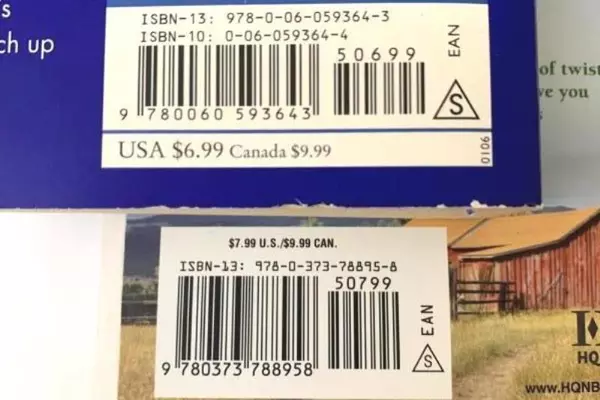 's
ch up
ISBN-13: 978-0-06-059364-3
ISBN-10: 0-06-059364-4
50699
EAN
S
9 780060 593643
USA $6.99 Canada $9.99
0106
of twist
ve you
$7.99 U.S./$9.99 CAN.
ISBN-13: 978-0-373-78895-8
50799
EAN
S
9 780373 788958
HQ
www.HQNB